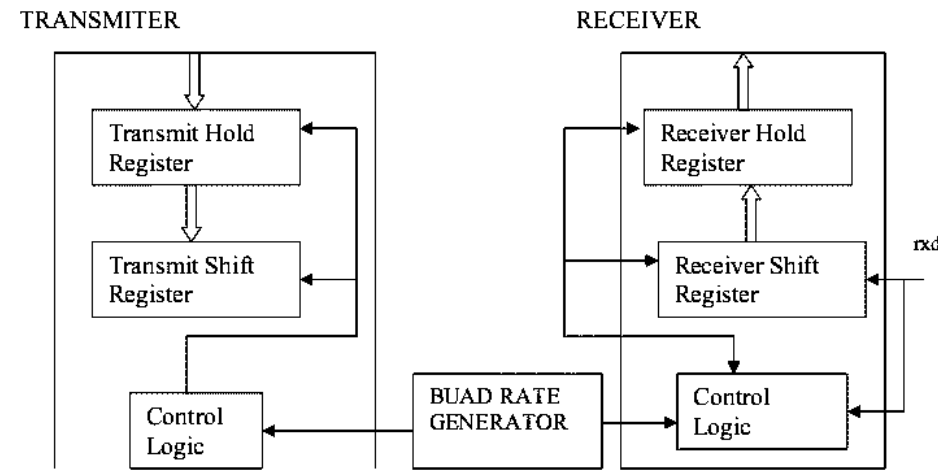 TRANSMITER
RECEIVER
Transmit Hold
Register
Receiver Hold
Register
rxd
Transmit Shift
Register
Receiver Shift
Register
BUAD RATE
GENERATOR
Control
Logic
Control
Logic